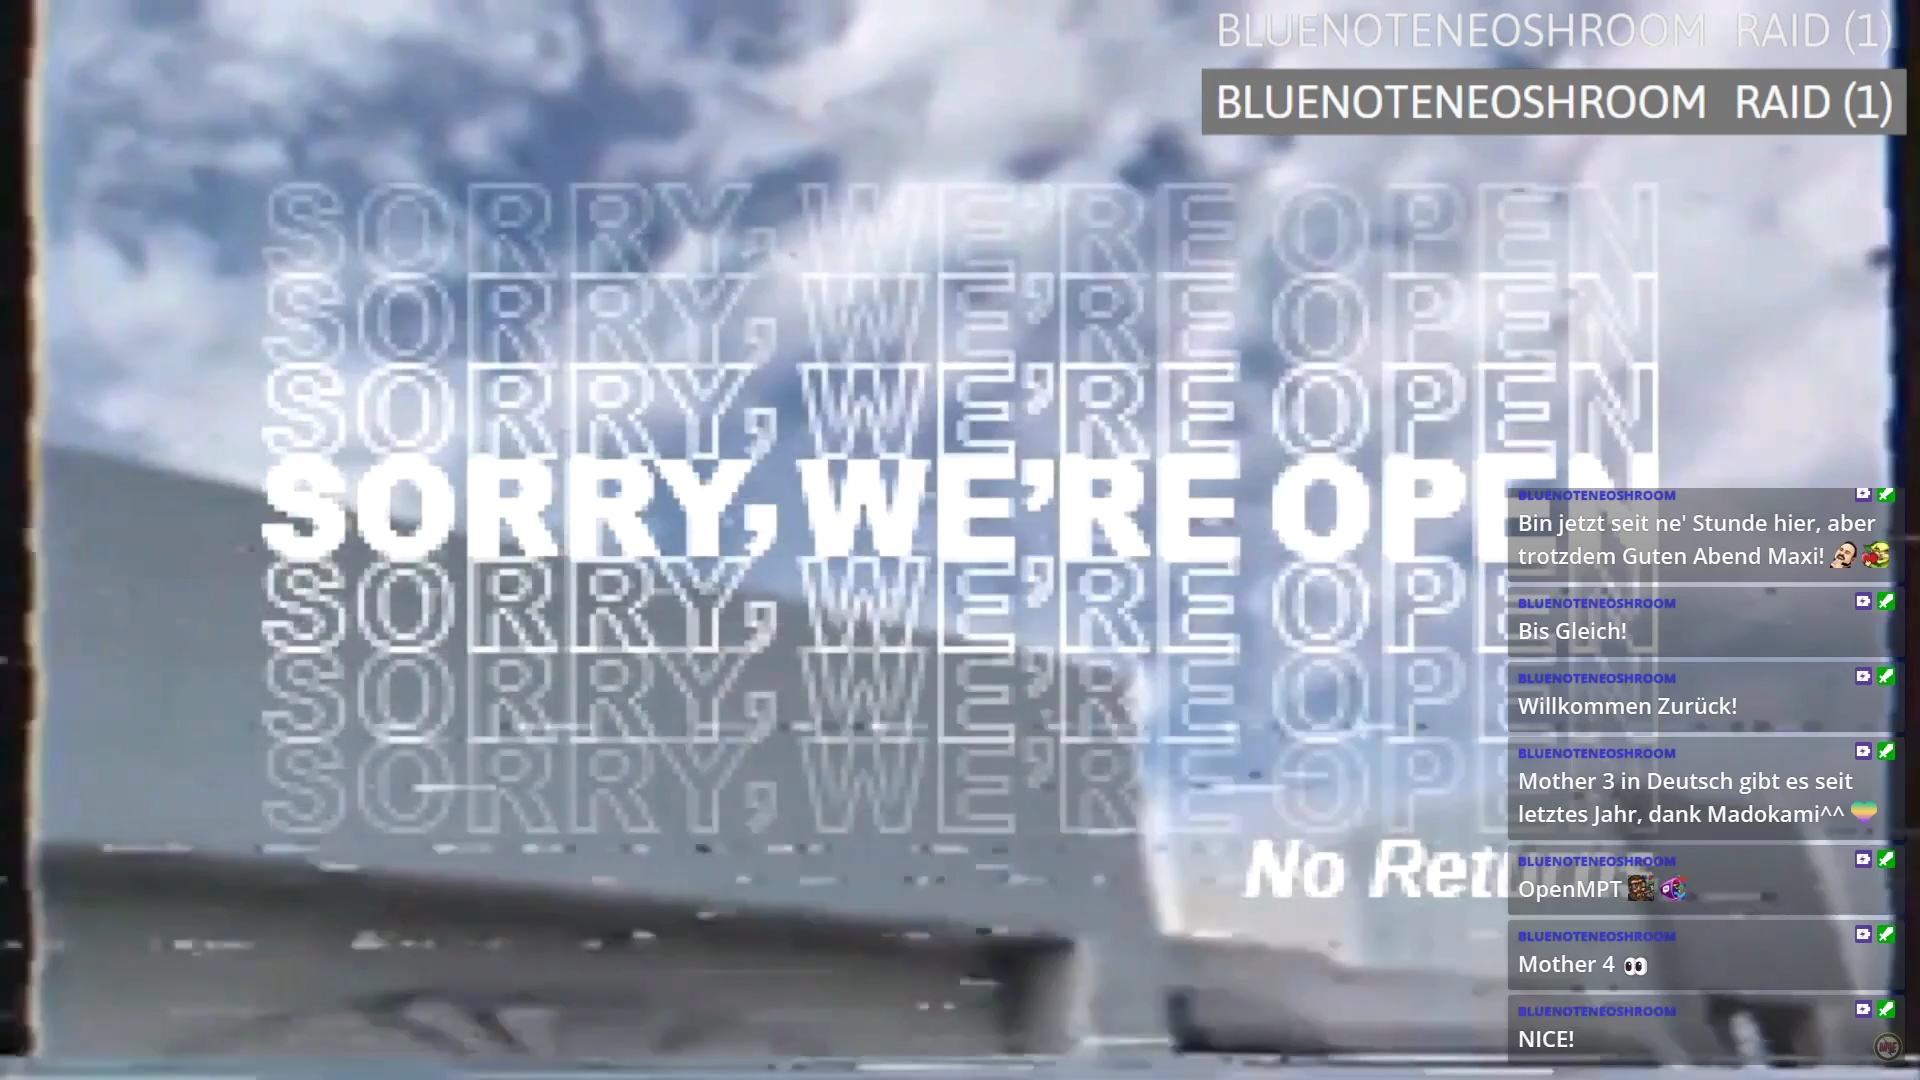 BLUENOTENEOSHROOM RAID (1)
BLUENOTENEOSHROOM RAID (1)
SORRY, WE'RE OPEN
SORRY, WE'RE OPEN
SORRY, WE'RE OPEN
SORRY, WE'RE OPEN
SORRY, WE'RE OPEN
SORRY, WE'RE OPEN
SORRY, WE'RE OPEN
No
BLUENOTENEOSHROOM
Bin jetzt seit ne' Stunde hier, aber
trotzdem Guten Abend Maxi!
BLUENOTENEOSHROOM
Bis Gleich!
BLUENOTENEOSHROOM
Willkommen Zurück!
BLUENOTENEOSHROOM
Mother 3 in Deutsch gibt es seit
letztes Jahr, dank Madokami^^
BLUENOTENEOSHROOM
OpenMPT
BLUENOTENEOSHROOM
Mother 4 👀
BLUENOTENEOSHROOM
NICE!